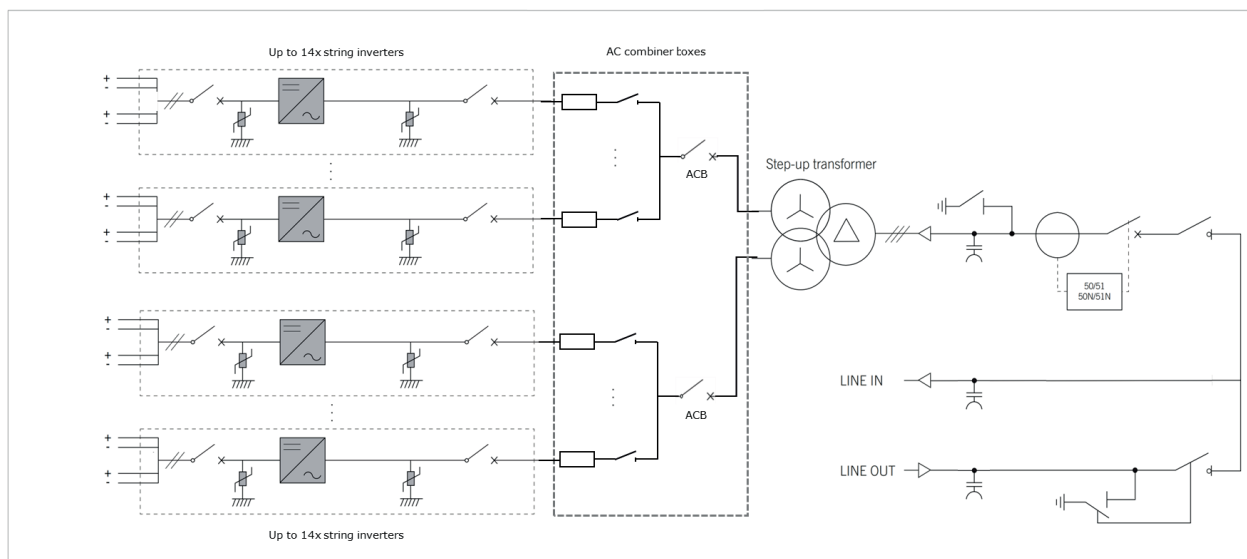 Up to 14x string inverters
AC combiner boxes
+
-
+
-
ACB
Step-up transformer
+
-
+
-
50/51
50N/51N
+
-
+
-
LINE IN
ACB
+
-
+
-
LINE OUT
Up to 14x string inverters